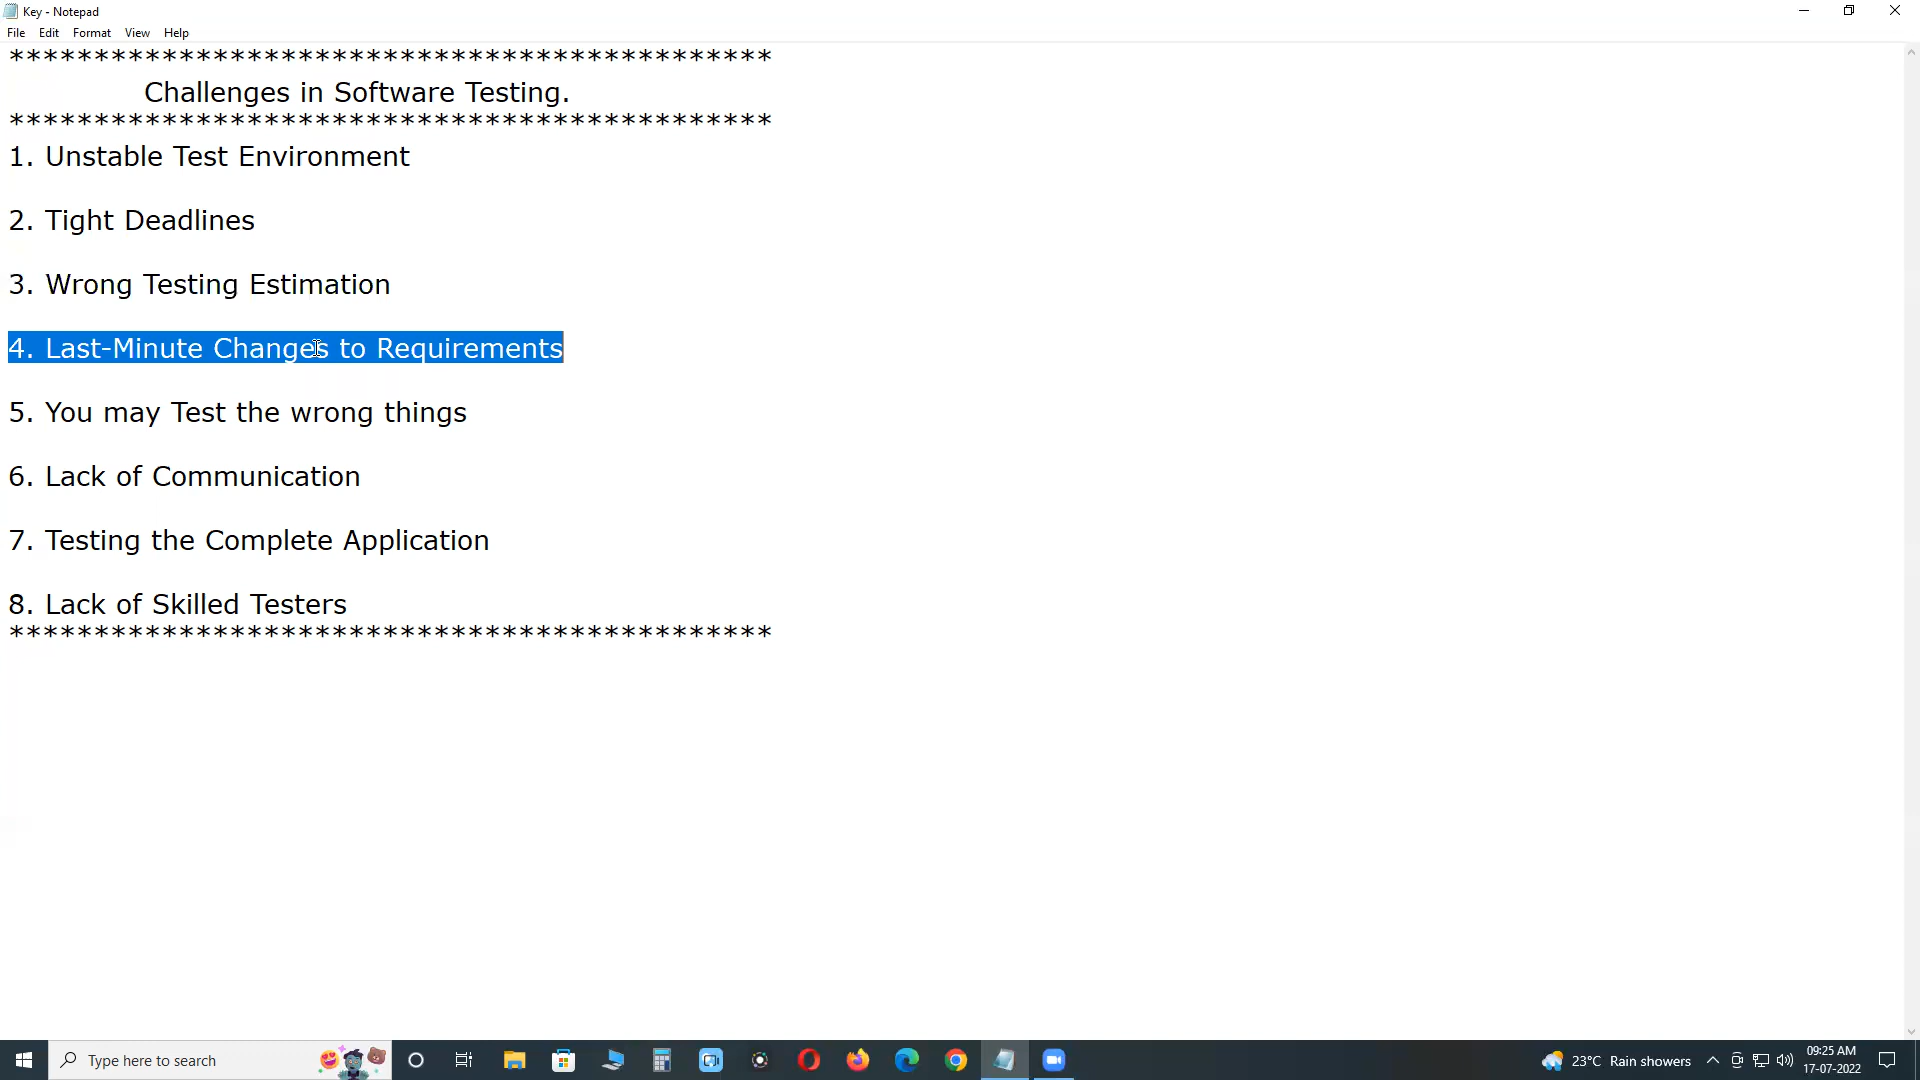 Key - Notepad
File Edit Format View Help
*********************************************
Challenges in Software Testing.
*********************************************
1. Unstable Test Environment
2. Tight Deadlines
3. Wrong Testing Estimation
4. Last-Minute Changes to Requirements
5. You may Test the wrong things
6. Lack of Communication
7. Testing the Complete Application
8. Lack of Skilled Testers
*********************************************
Type here to search
23°C Rain showers
09:25 AM
17-07-2022